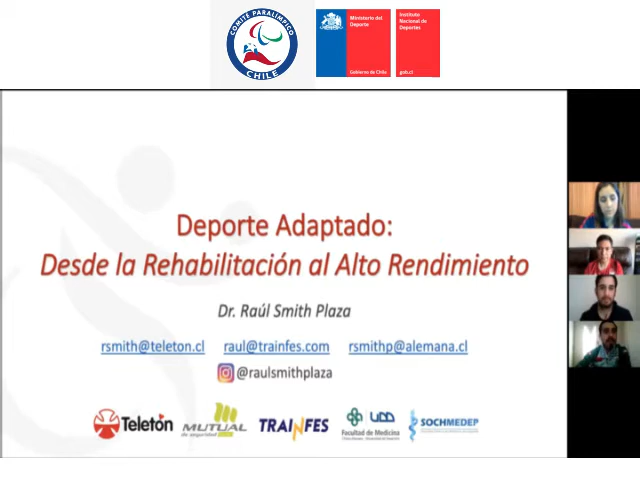 COMITÉ PARALÍMPICO
CHILE
Ministerio del
Deporte
Gobierno de Chile
Instituto
Nacional de
Deportes
gob.cl
Deporte Adaptado:
Desde la Rehabilitación al Alto Rendimiento
Dr. Raúl Smith Plaza
rsmith@teleton.cl raul@trainfes.com rsmithp@alemana.cl
@raulsmithplaza
Teletón
MUTUAL
de seguridad
TRAINFES
UDD
Facultad de Medicina
SOCHMEDEP